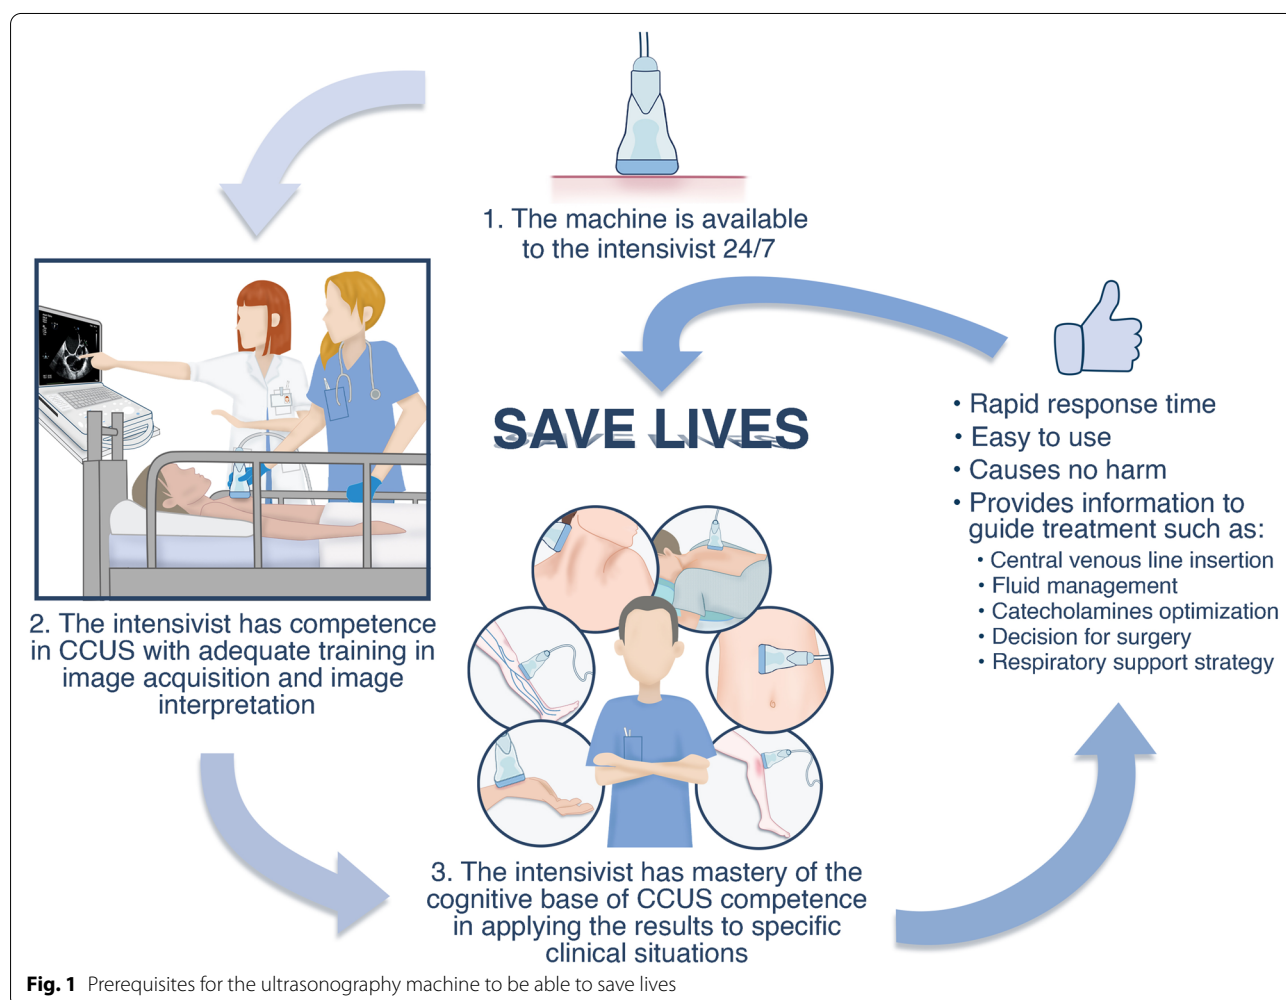 1. The machine is available
to the intensivist 24/7
2. The intensivist has competence
in CCUS with adequate training in
image acquisition and image
interpretation
3. The intensivist has mastery of the
cognitive base of CCUS competence
in applying the results to specific
clinical situations
• Rapid response time
• Easy to use
• Causes no harm
• Provides information to
guide treatment such as:
• Central venous line insertion
• Fluid management
• Catecholamines optimization
• Decision for surgery
• Respiratory support strategy
SAVE LIVES
Fig. 1 Prerequisites for the ultrasonography machine to be able to save lives